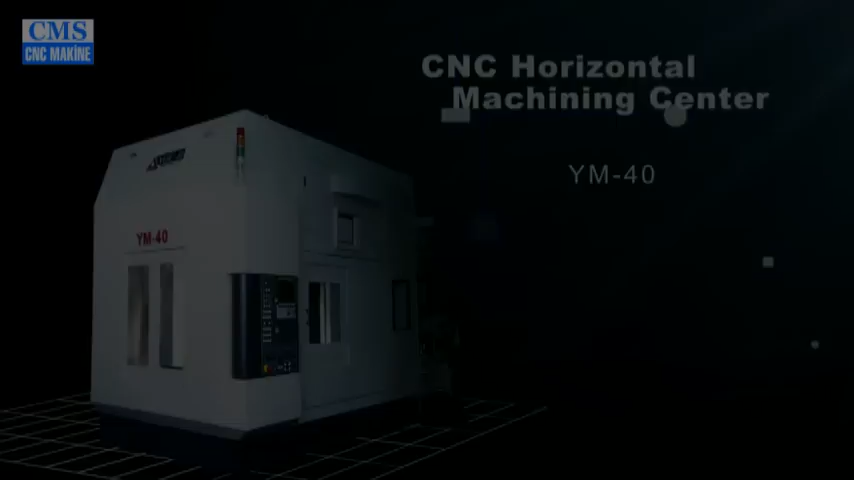 CMS
CNC MAKİNE
CNC Horizontal
Machining Center
YM-40
YM-40